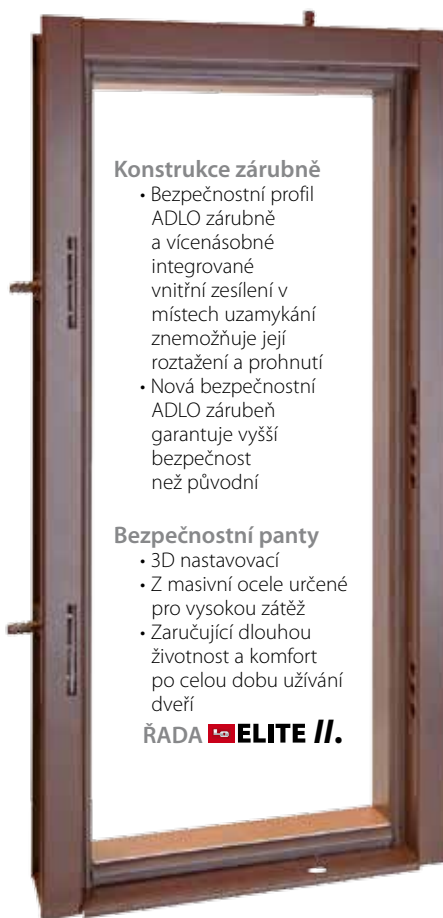 Konstrukce zárubně
• Bezpečnostní profil
ADLO zárubně
a vícenásobné
integrované
vnitřní zesílení v
místech uzamykání
znemožňuje její
roztažení a prohnutí
• Nová bezpečnostní
ADLO zárubeň
garantuje vyšší
bezpečnost
než původní
Bezpečnostní panty
• 3D nastavovací
• Z masivní ocele určené
pro vysokou zátěž
• Zaručující dlouhou
životnost a komfort
po celou dobu užívání
dveří
ŘADA ELITE II.